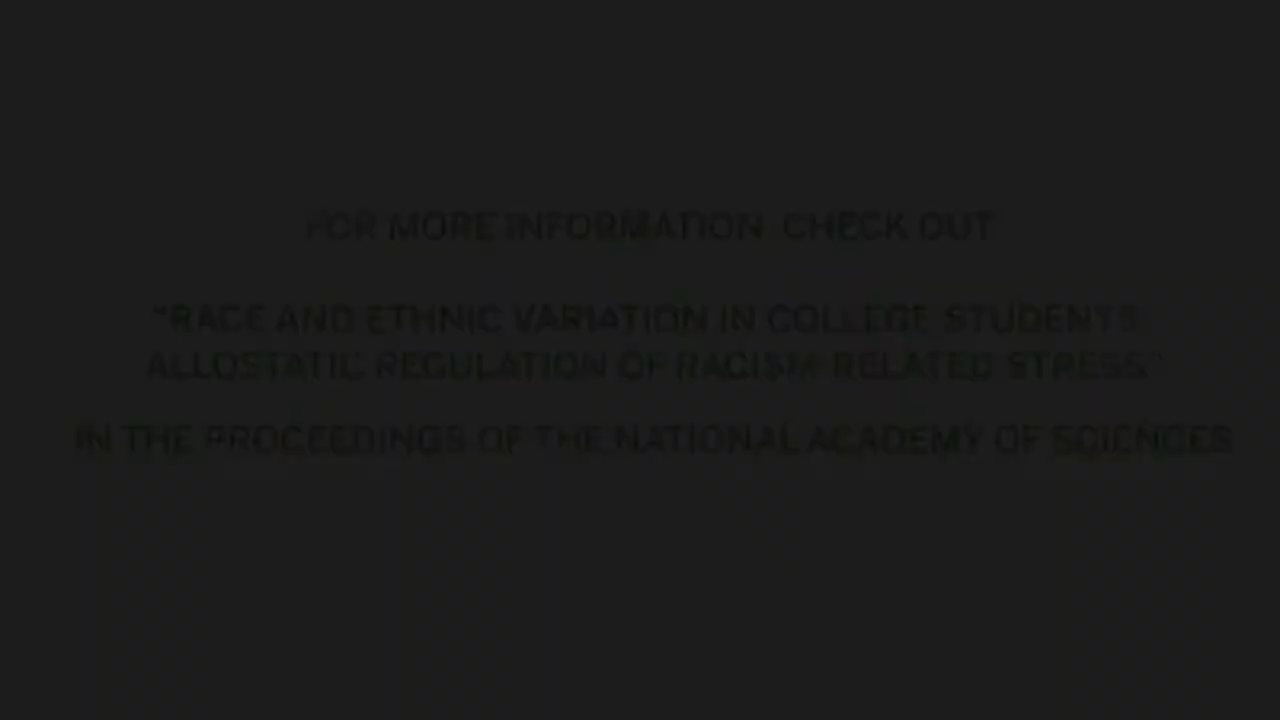 FOR MORE INFORMATION, CHECK OUT
"RACE AND ETHNIC VARIATION IN COLLEGE STUDENTS'
ALLOSTATIC REGULATION OF RACISM-RELATED STRESS"
IN THE PROCEEDINGS OF THE NATIONAL ACADEMY OF SCIENCES